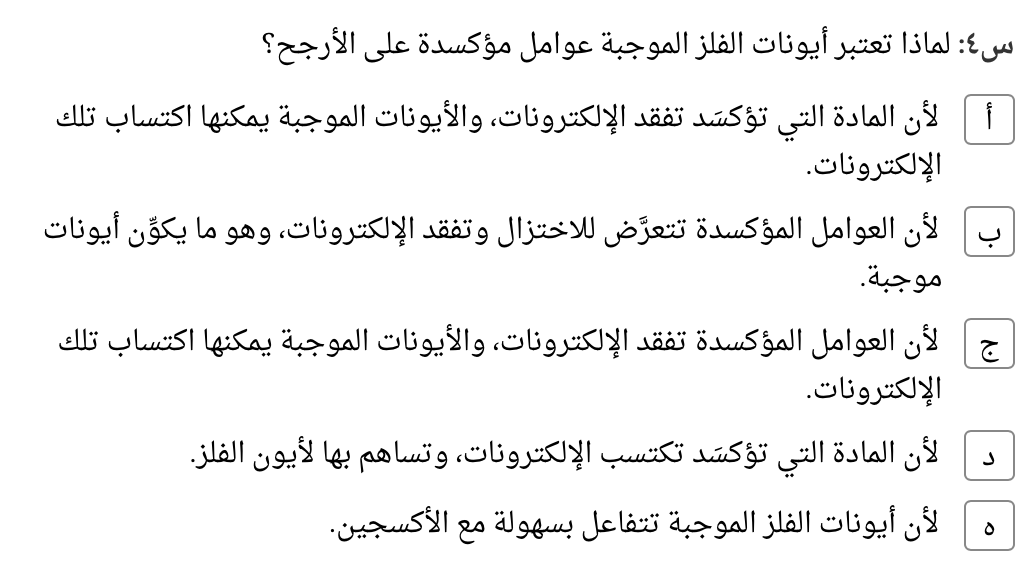 س٤: لماذا تعتبر أيونات الفلز الموجبة عوامل مؤكسدة على الأرجح؟
أ لأن المادة التي تؤكسَد تفقد الإلكترونات، والأيونات الموجبة يمكنها اكتساب تلك
الإلكترونات.
ب لأن العوامل المؤكسدة تتعرَّض للاختزال وتفقد الإلكترونات، وهو ما يكوِّن أيونات
موجبة.
ج لأن العوامل المؤكسدة تفقد الإلكترونات، والأيونات الموجبة يمكنها اكتساب تلك
الإلكترونات.
د لأن المادة التي تؤكسَد تكتسب الإلكترونات، وتساهم بها لأيون الفلز.
ه لأن أيونات الفلز الموجبة تتفاعل بسهولة مع الأكسجين.